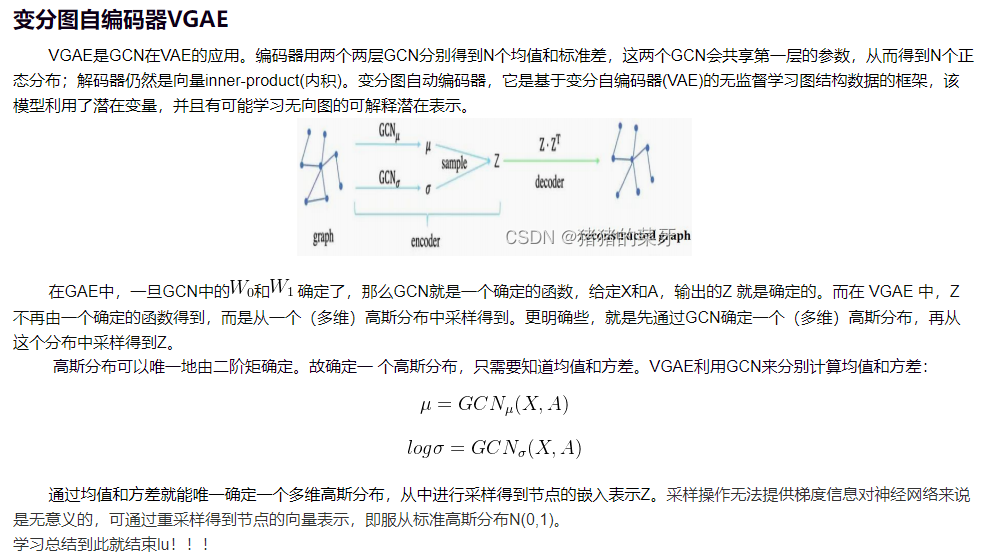 变分图自编码器VGAE
VGAE是GCN在VAE的应用。编码器用两个两层GCN分别得到N个均值和标准差，这两个GCN会共享第一层的参数，从而得到N个正
态分布；解码器仍然是向量inner-product(内积)。变分图自动编码器，它是基于变分自编码器(VAE)的无监督学习图结构数据的框架，该
模型利用了潜在变量，并且有可能学习无向图的可解释潜在表示。
GCNμ μ
sample Z Z·Z^T
decoder
GCNσ σ
graph encoder reconstructed graph
CSDN @猪猪的菜牙
在GAE中，一旦GCN中的W0和W1 确定了，那么GCN就是一个确定的函数，给定X和A，输出的Z 就是确定的。而在 VGAE 中，Z
不再由一个确定的函数得到，而是从一个（多维）高斯分布中采样得到。更明确些，就是先通过GCN确定一个（多维）高斯分布，再从
这个分布中采样得到Z。
高斯分布可以唯一地由二阶矩确定。故确定一 个高斯分布，只需要知道均值和方差。VGAE利用GCN来分别计算均值和方差：
μ = GCNμ(X, A)
logσ = GCNσ(X, A)
通过均值和方差就能唯一确定一个多维高斯分布，从中进行采样得到节点的嵌入表示Z。采样操作无法提供梯度信息对神经网络来说
是无意义的，可通过重采样得到节点的向量表示，即服从标准高斯分布N(0,1)。
学习总结到此就结束lu！！！